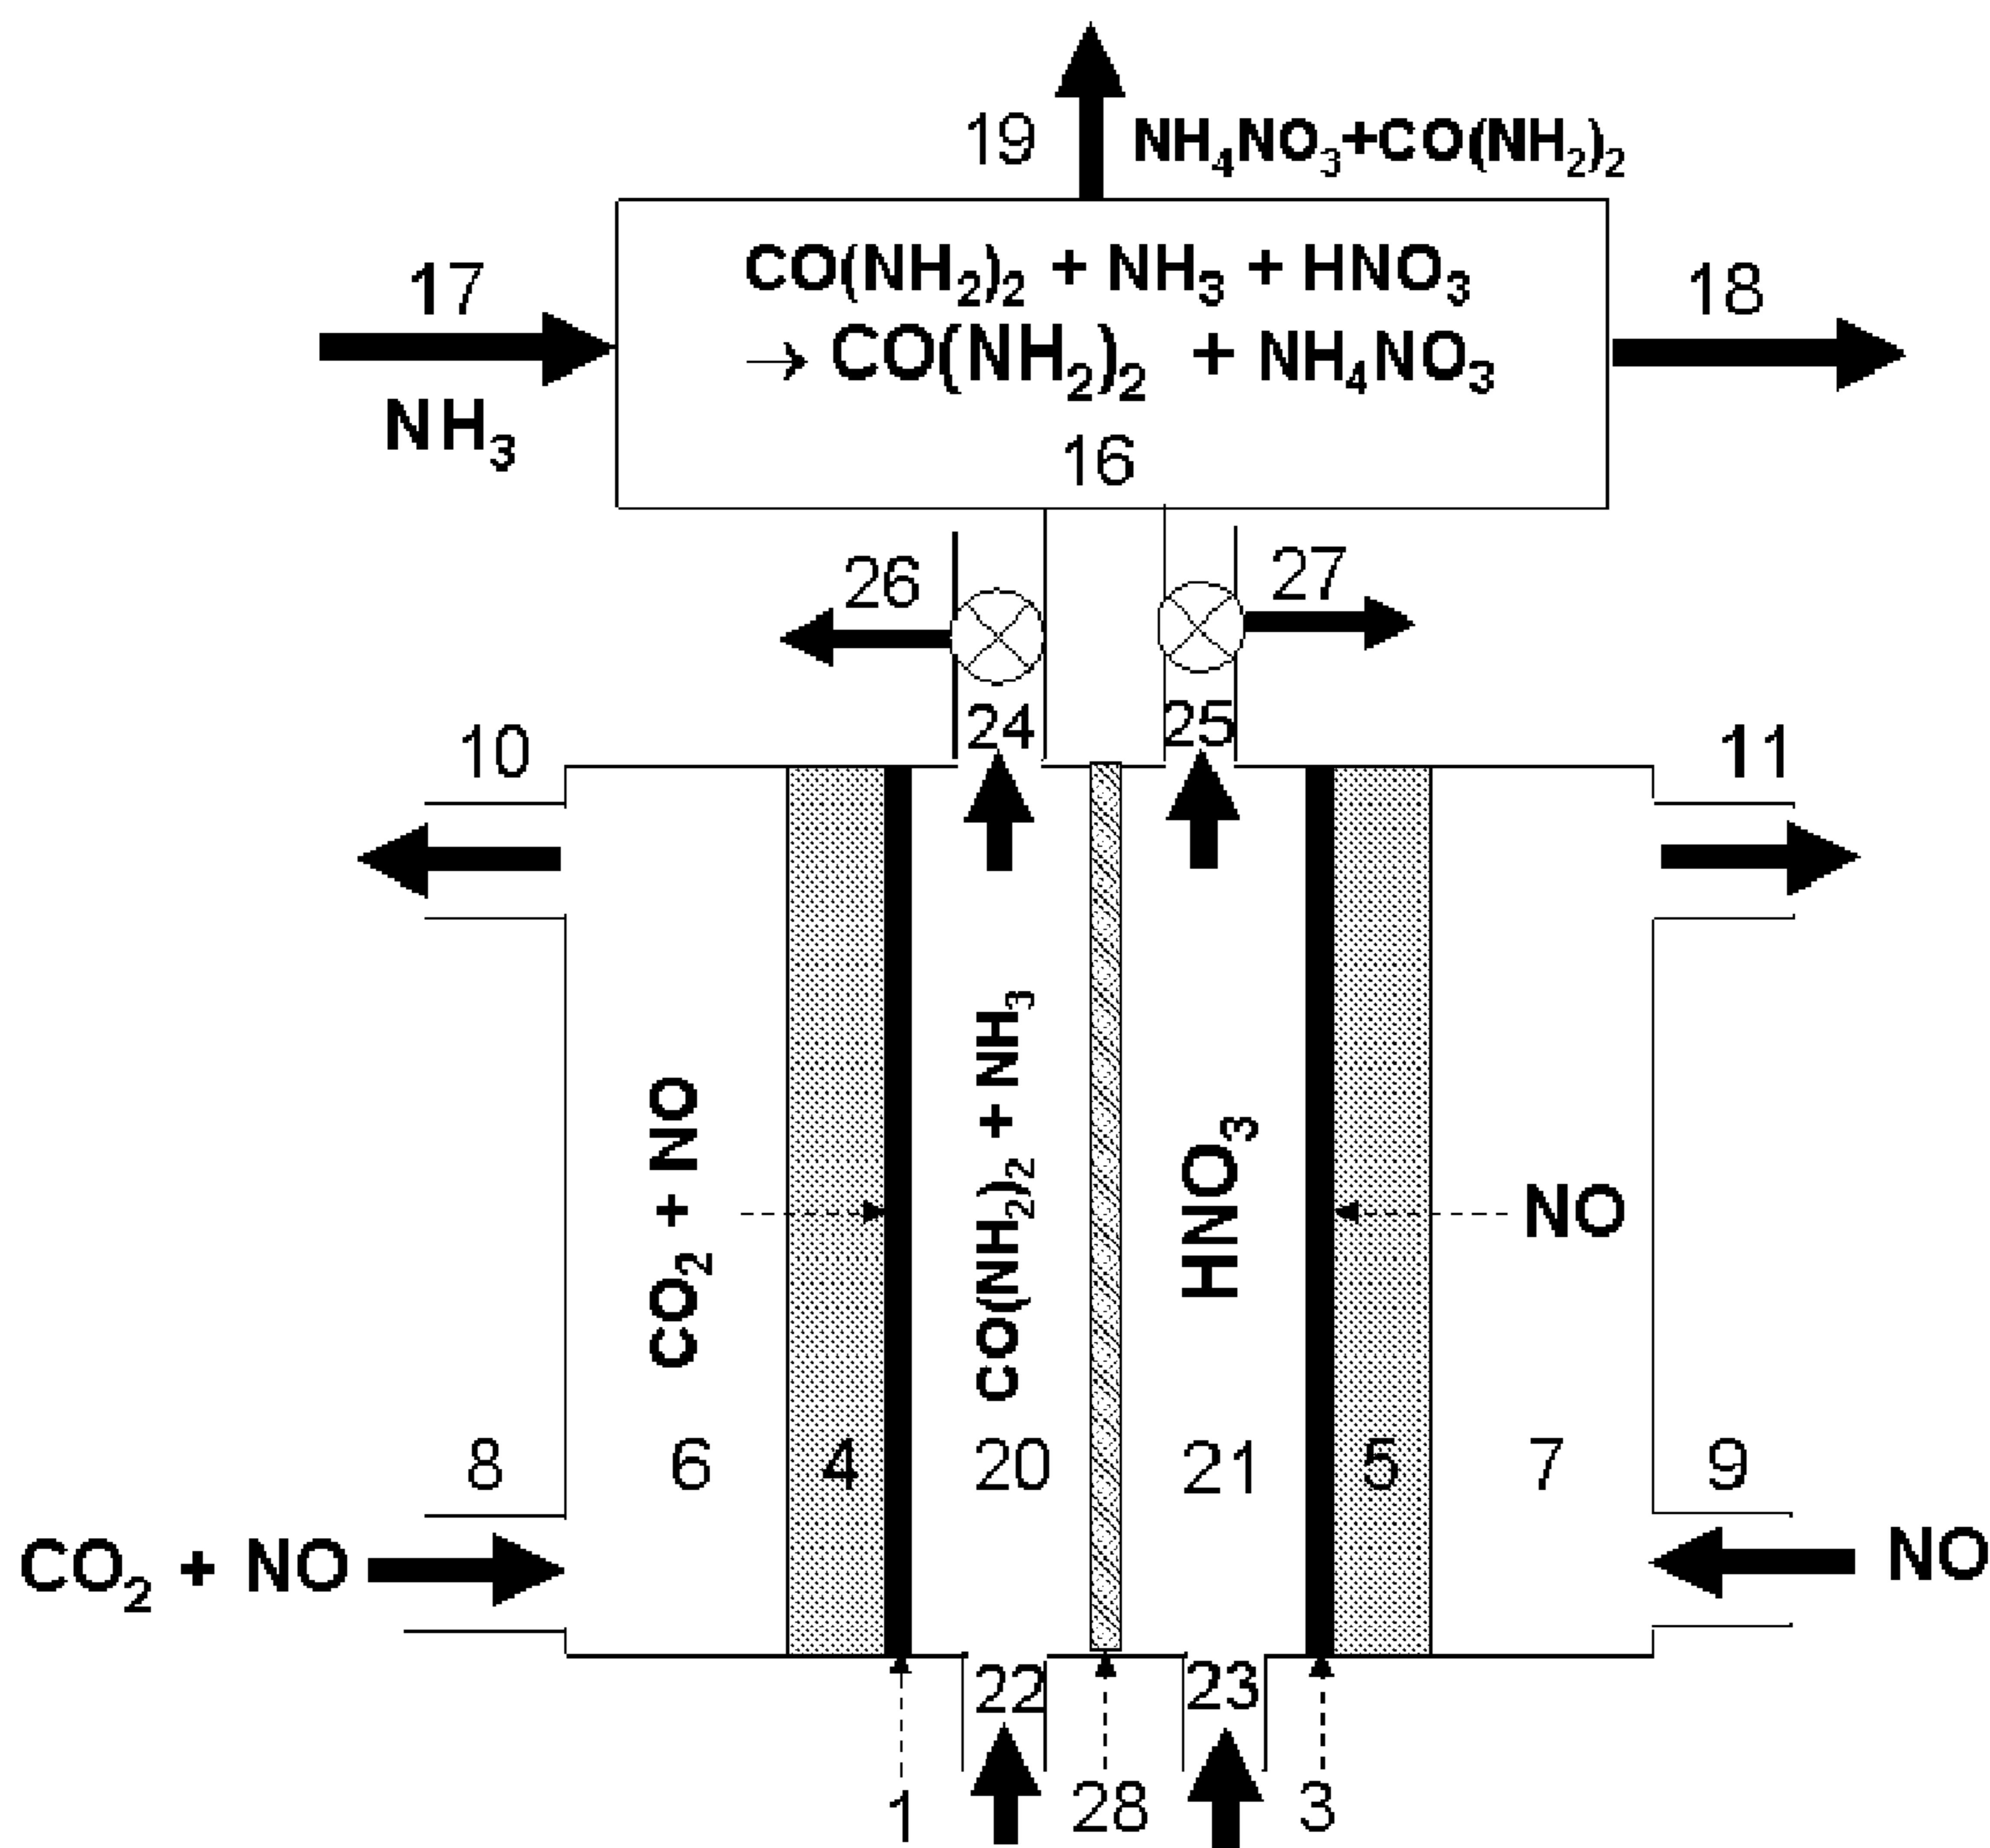 19
NH₄NO₃+CO(NH₂)₂
17
CO(NH₂)₂ + NH₃ + HNO₃
→ CO(NH₂)₂ + NH₄NO₃
18
NH₃
16
26
27
24
25
10
11
CO₂ + NO
CO(NH₂)₂ + NH₃
HNO₃
NO
8
6
4
20
21
5
7
9
CO₂ + NO
NO
22
23
1
28
3